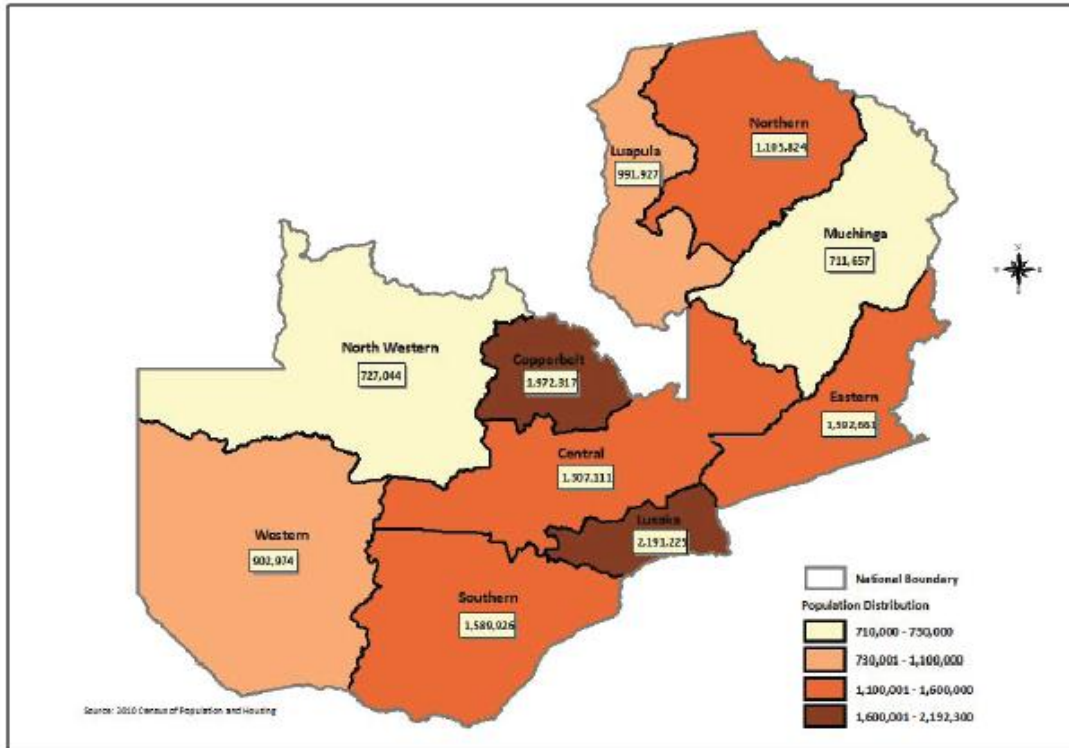 Northern
1,105,824
Luapula
991,927
Muchinga
711,657
North Western
727,044
Copperbelt
1,972,317
Eastern
1,592,661
Central
1,307,111
Lusaka
2,191,225
Western
902,974
Southern
1,589,926
National Boundary
Population Distribution
710,000 - 730,000
730,001 - 1,100,000
1,100,001 - 1,600,000
1,600,001 - 2,192,300
Source: 2010 Census of Population and Housing